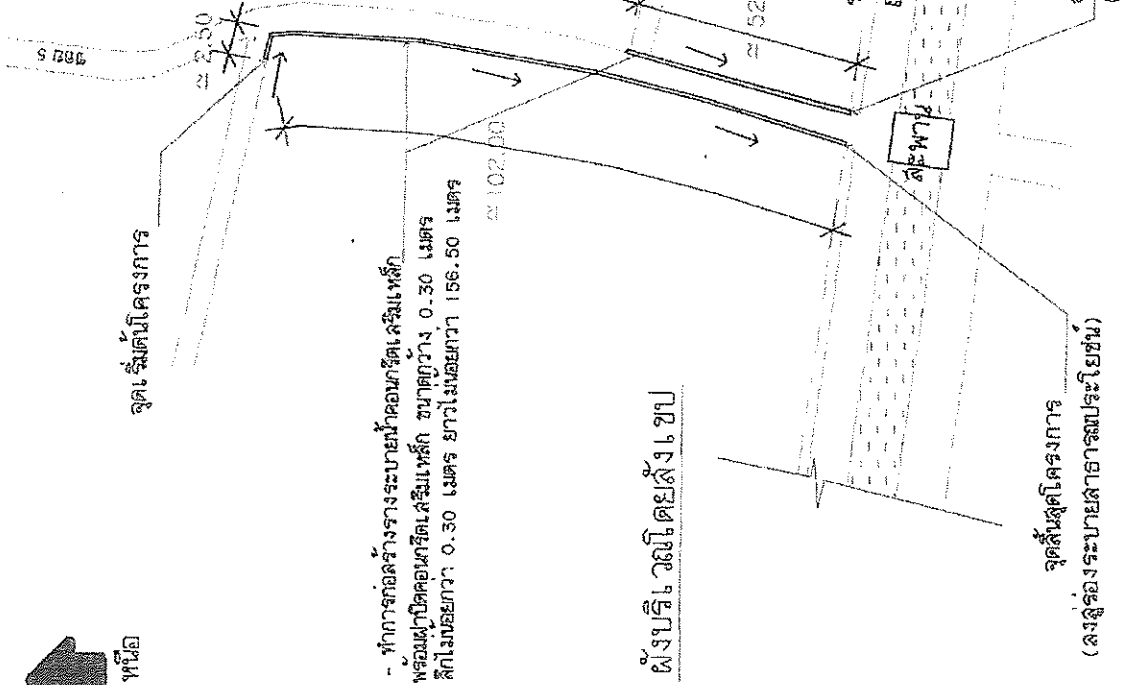 เหนือ
จุดเริ่มต้นโครงการ
ซอย 5
≃ 2.50
- ทำการก่อสร้างรางระบายน้ำคอนกรีตเสริมเหล็ก
พร้อมฝาปิดคอนกรีตเสริมเหล็ก ขนาดกว้าง 0.30 เมตร
ลึกไม่น้อยกว่า 0.30 เมตร ยาวไม่น้อยกว่า 156.50 เมตร
≃ 102.00
≃ 52
สะพาน
ผังบริเวณโดยสังเขป
จุดสิ้นสุดโครงการ
(ลงสู่ร่องระบายสาธารณประโยชน์)